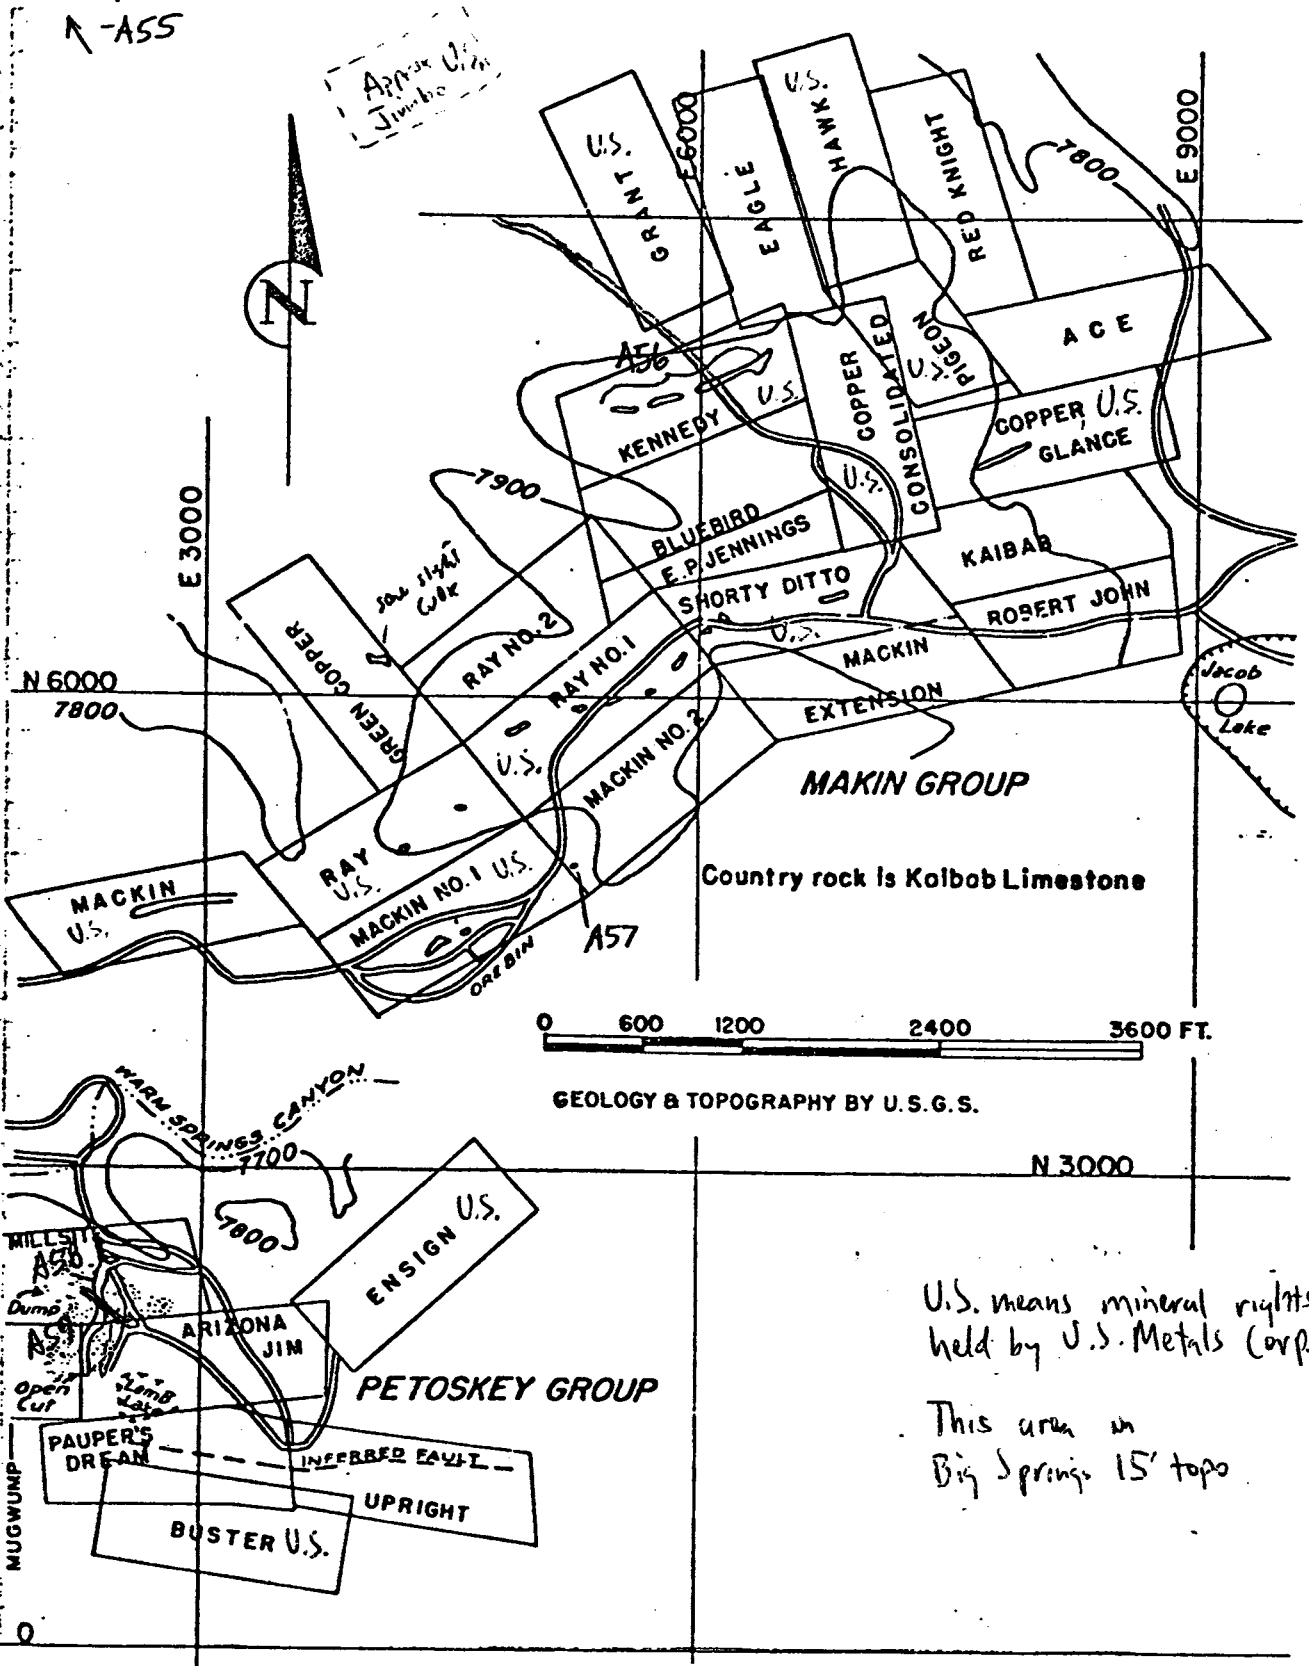 -A55
Approx
Jimbo
U.S.
GRANT
E 6000
EAGLE
U.S.
HAWK
RED KNIGHT
7800
E 9000
N
A56
KENNEDY
U.S.
COPPER
CONSOLIDATED
U.S.
PIGEON
U.S.
ACE
COPPER U.S.
GLANCE
7900
BLUEBIRD
E.P. JENNINGS
SHORTY DITTO
U.S.
KAIBAB
ROBERT JOHN
E 3000
COPPER
GREEN
RAY NO. 2
RAY NO. 1
U.S.
MACKIN
EXTENSION
N 6000
7800
Jacob
Lake
MACKIN NO. 2
MAKIN GROUP
RAY
U.S.
MACKIN NO. 1 U.S.
MACKIN
U.S.
Country rock is Kaibab Limestone
A57
ORE BIN
0 600 1200 2400 3600 FT.
WARM SPRINGS CANYON
GEOLOGY & TOPOGRAPHY BY U.S.G.S.
7700
N 3000
7800
ENSIGN U.S.
MILLSIT
Dump
ARIZONA
JIM
Open
Cut
PETOSKEY GROUP
PAUPER'S
DREAM
INFERRED FAULT
UPRIGHT
BUSTER U.S.
MUGWUMP
0
U.S. means mineral rights
held by U.S. Metals Corp.
This area in
Big Springs 15' topo